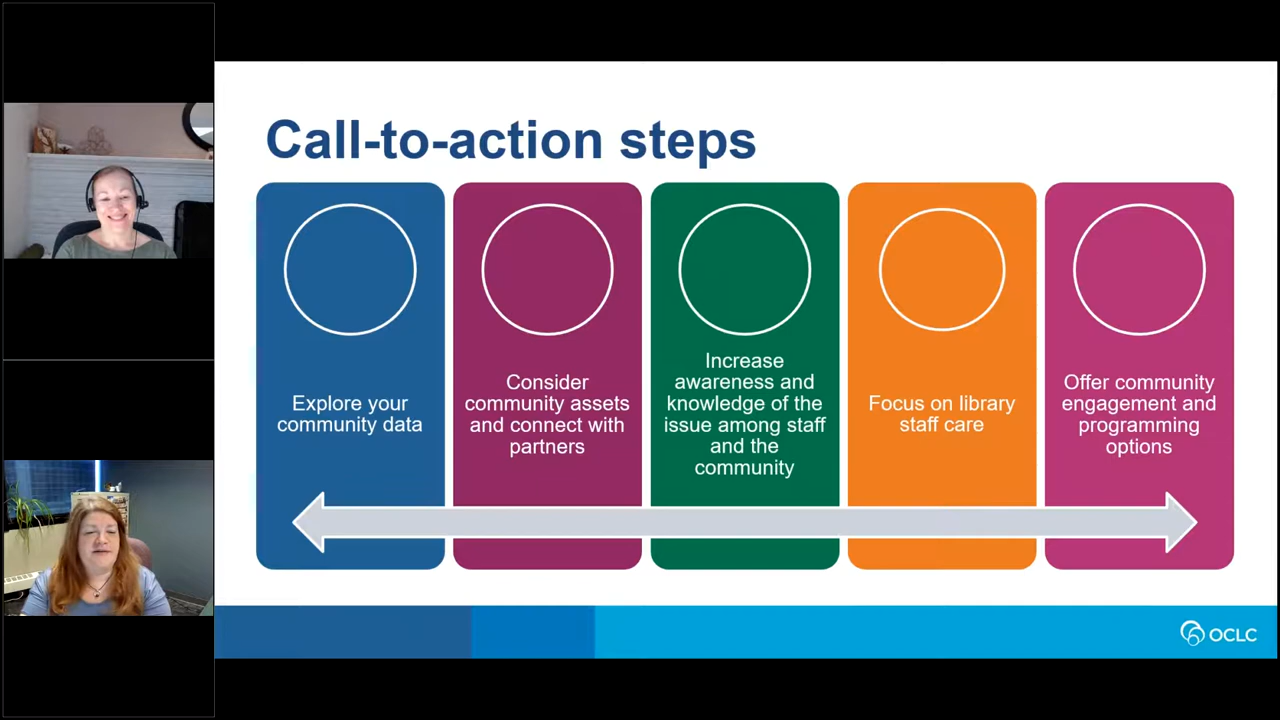 Call-to-action steps
Explore your
community data
Consider
community assets
and connect with
partners
Increase
awareness and
knowledge of the
issue among staff
and the
community
Focus on library
staff care
Offer community
engagement and
programming
options
OCLC